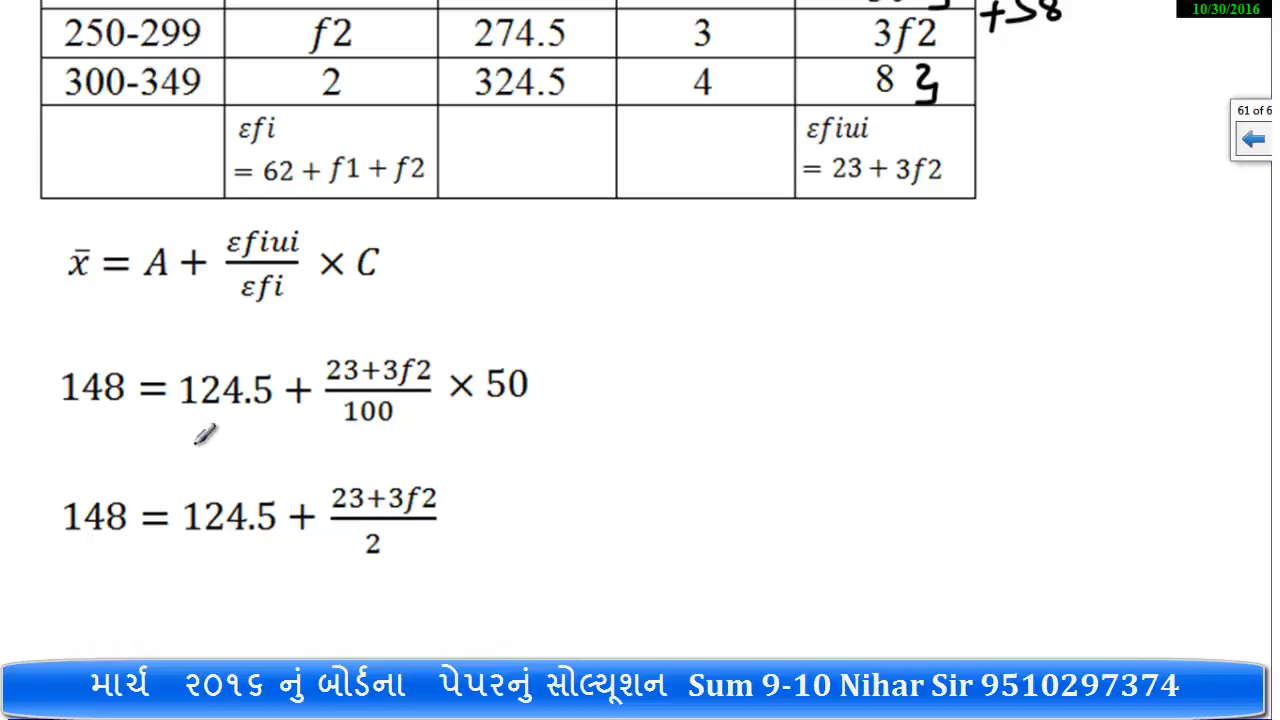 10/30/2016
+58
250-299 f2 274.5 3 3f2
300-349 2 324.5 4 8
61 of 6
εfi εfiui
= 62 + f1 + f2 = 23 + 3f2
x̄ = A + εfiui/εfi × C
148 = 124.5 + 23+3f2/100 × 50
148 = 124.5 + 23+3f2/2
માર્ચ ૨૦૧૬ નું બોર્ડના પેપરનું સોલ્યૂશન Sum 9-10 Nihar Sir 9510297374